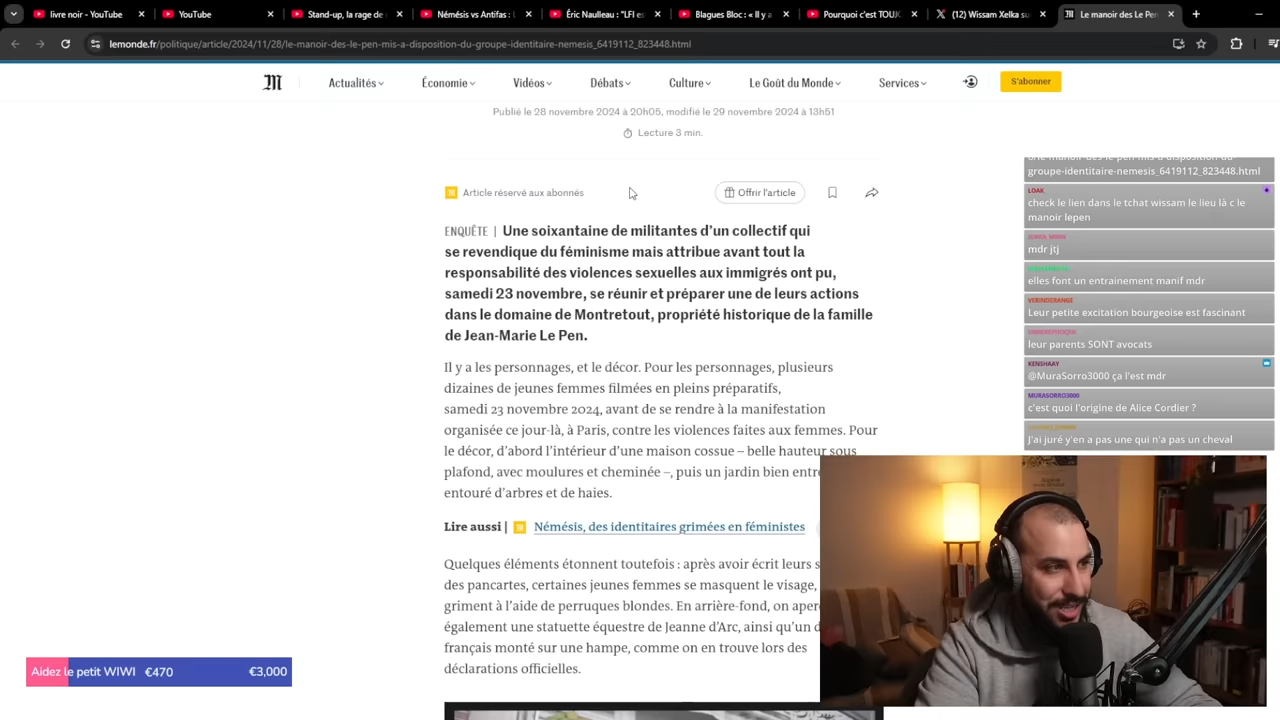 livre noir - YouTube
YouTube
Stand-up, la rage de
Némésis vs Antifas :
Éric Naulleau: "LFI es
Blagues Bloc : « Il y a
Pourquoi c'est TOUJO
(12) Wissam Xelka su
Le manoir des Le Pen
lemonde.fr/politique/article/2024/11/28/le-manoir-des-le-pen-mis-a-disposition-du-groupe-identitaire-nemesis_6419112_823448.html
M
Actualités
Économie
Vidéos
Débats
Culture
Le Goût du Monde
Services
S'abonner
Publié le 28 novembre 2024 à 20h05, modifié le 29 novembre 2024 à 13h51
Lecture 3 min.
Article réservé aux abonnés
Offrir l'article
ENQUÊTE | Une soixantaine de militantes d'un collectif qui
se revendique du féminisme mais attribue avant tout la
responsabilité des violences sexuelles aux immigrés ont pu,
samedi 23 novembre, se réunir et préparer une de leurs actions
dans le domaine de Montretout, propriété historique de la famille
de Jean-Marie Le Pen.
Il y a les personnages, et le décor. Pour les personnages, plusieurs
dizaines de jeunes femmes filmées en pleins préparatifs,
samedi 23 novembre 2024, avant de se rendre à la manifestation
organisée ce jour-là, à Paris, contre les violences faites aux femmes. Pour
le décor, d'abord l'intérieur d'une maison cossue – belle hauteur sous
plafond, avec moulures et cheminée –, puis un jardin bien entre
entouré d'arbres et de haies.
Lire aussi | Némésis, des identitaires grimées en féministes
Quelques éléments étonnent toutefois : après avoir écrit leurs s
des pancartes, certaines jeunes femmes se masquent le visage,
griment à l'aide de perruques blondes. En arrière-fond, on aper
également une statuette équestre de Jeanne d'Arc, ainsi qu'un d
français monté sur une hampe, comme on en trouve lors des
déclarations officielles.
groupe-identitaire-nemesis_6419112_823448.html
LOAK
check le lien dans le tchat wissam le lieu là c le
manoir lepen
mdr jtj
elles font un entrainement manif mdr
VERINDERANGE
Leur petite excitation bourgeoise est fascinant
leur parents SONT avocats
KENSHAAY
@MuraSorro3000 ça l'est mdr
MURASORRO3000
c'est quoi l'origine de Alice Cordier ?
J'ai juré y'en a pas une qui n'a pas un cheval
Aidez le petit WIWI €470 €3,000